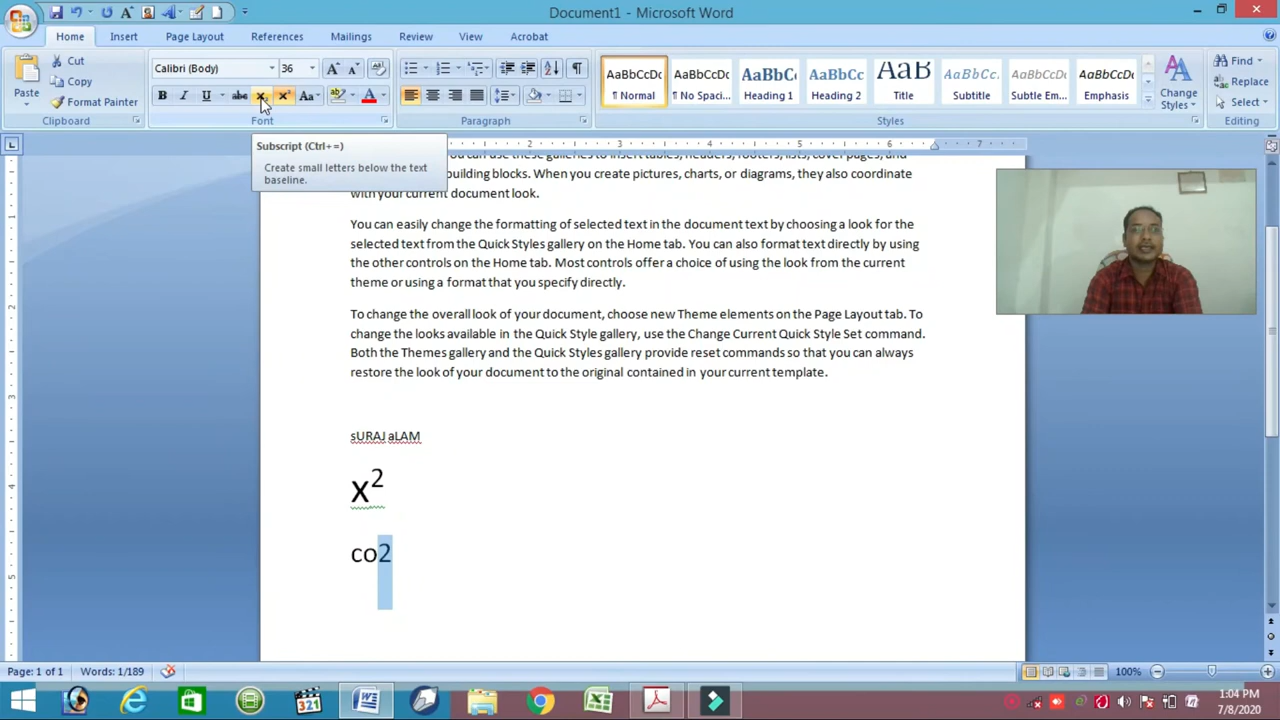 Document1 - Microsoft Word
Home Insert Page Layout References Mailings Review View Acrobat
Paste
Cut
Copy
Format Painter
Clipboard
Calibri (Body) 36
B I U abc Aa A
Font
Paragraph
AaBbCcDc AaBbCcDc AaBbC AaBbCc AaB AaBbCc. AaBbCcDc AaBbCcDc
¶ Normal ¶ No Spaci... Heading 1 Heading 2 Title Subtitle Subtle Em... Emphasis
Change Styles
Styles
Find
Replace
Select
Editing
Subscript (Ctrl+=)
Create small letters below the text
baseline.
building blocks. When you create pictures, charts, or diagrams, they also coordinate
with your current document look.
You can easily change the formatting of selected text in the document text by choosing a look for the
selected text from the Quick Styles gallery on the Home tab. You can also format text directly by using
the other controls on the Home tab. Most controls offer a choice of using the look from the current
theme or using a format that you specify directly.
To change the overall look of your document, choose new Theme elements on the Page Layout tab. To
change the looks available in the Quick Style gallery, use the Change Current Quick Style Set command.
Both the Themes gallery and the Quick Styles gallery provide reset commands so that you can always
restore the look of your document to the original contained in your current template.
sURAJ aLAM
x²
co2
Page: 1 of 1 Words: 1/189
100%
321
1:04 PM
7/8/2020